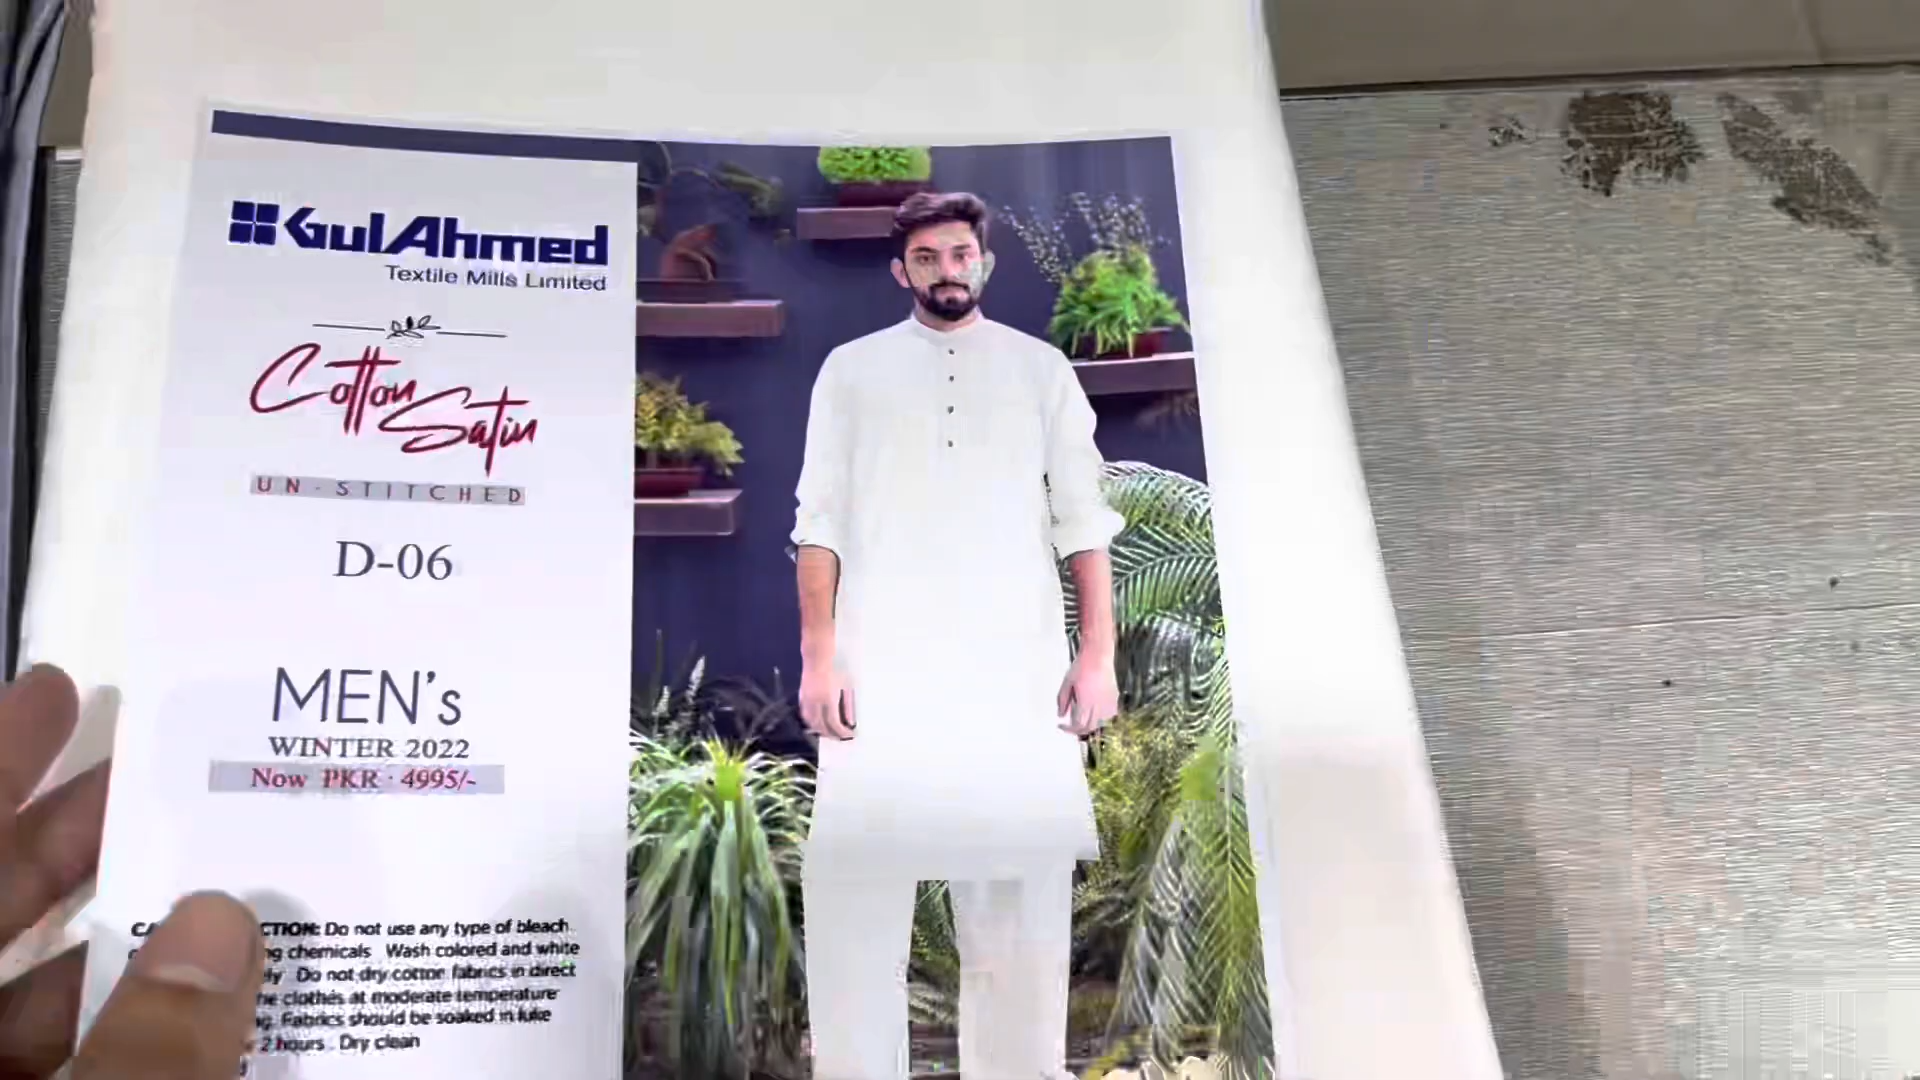 GulAhmed
Textile Mills Limited
Cotton
Satin
UN-STITCHED
D-06
MEN's
WINTER 2022
Now PKR 4995/-
CTION: Do not use any type of bleach
chemicals Wash colored and white
Do not dry cotton fabrics in direct
clothes at moderate temperature
Fabrics should be soaked in luke
2 hours. Dry clean